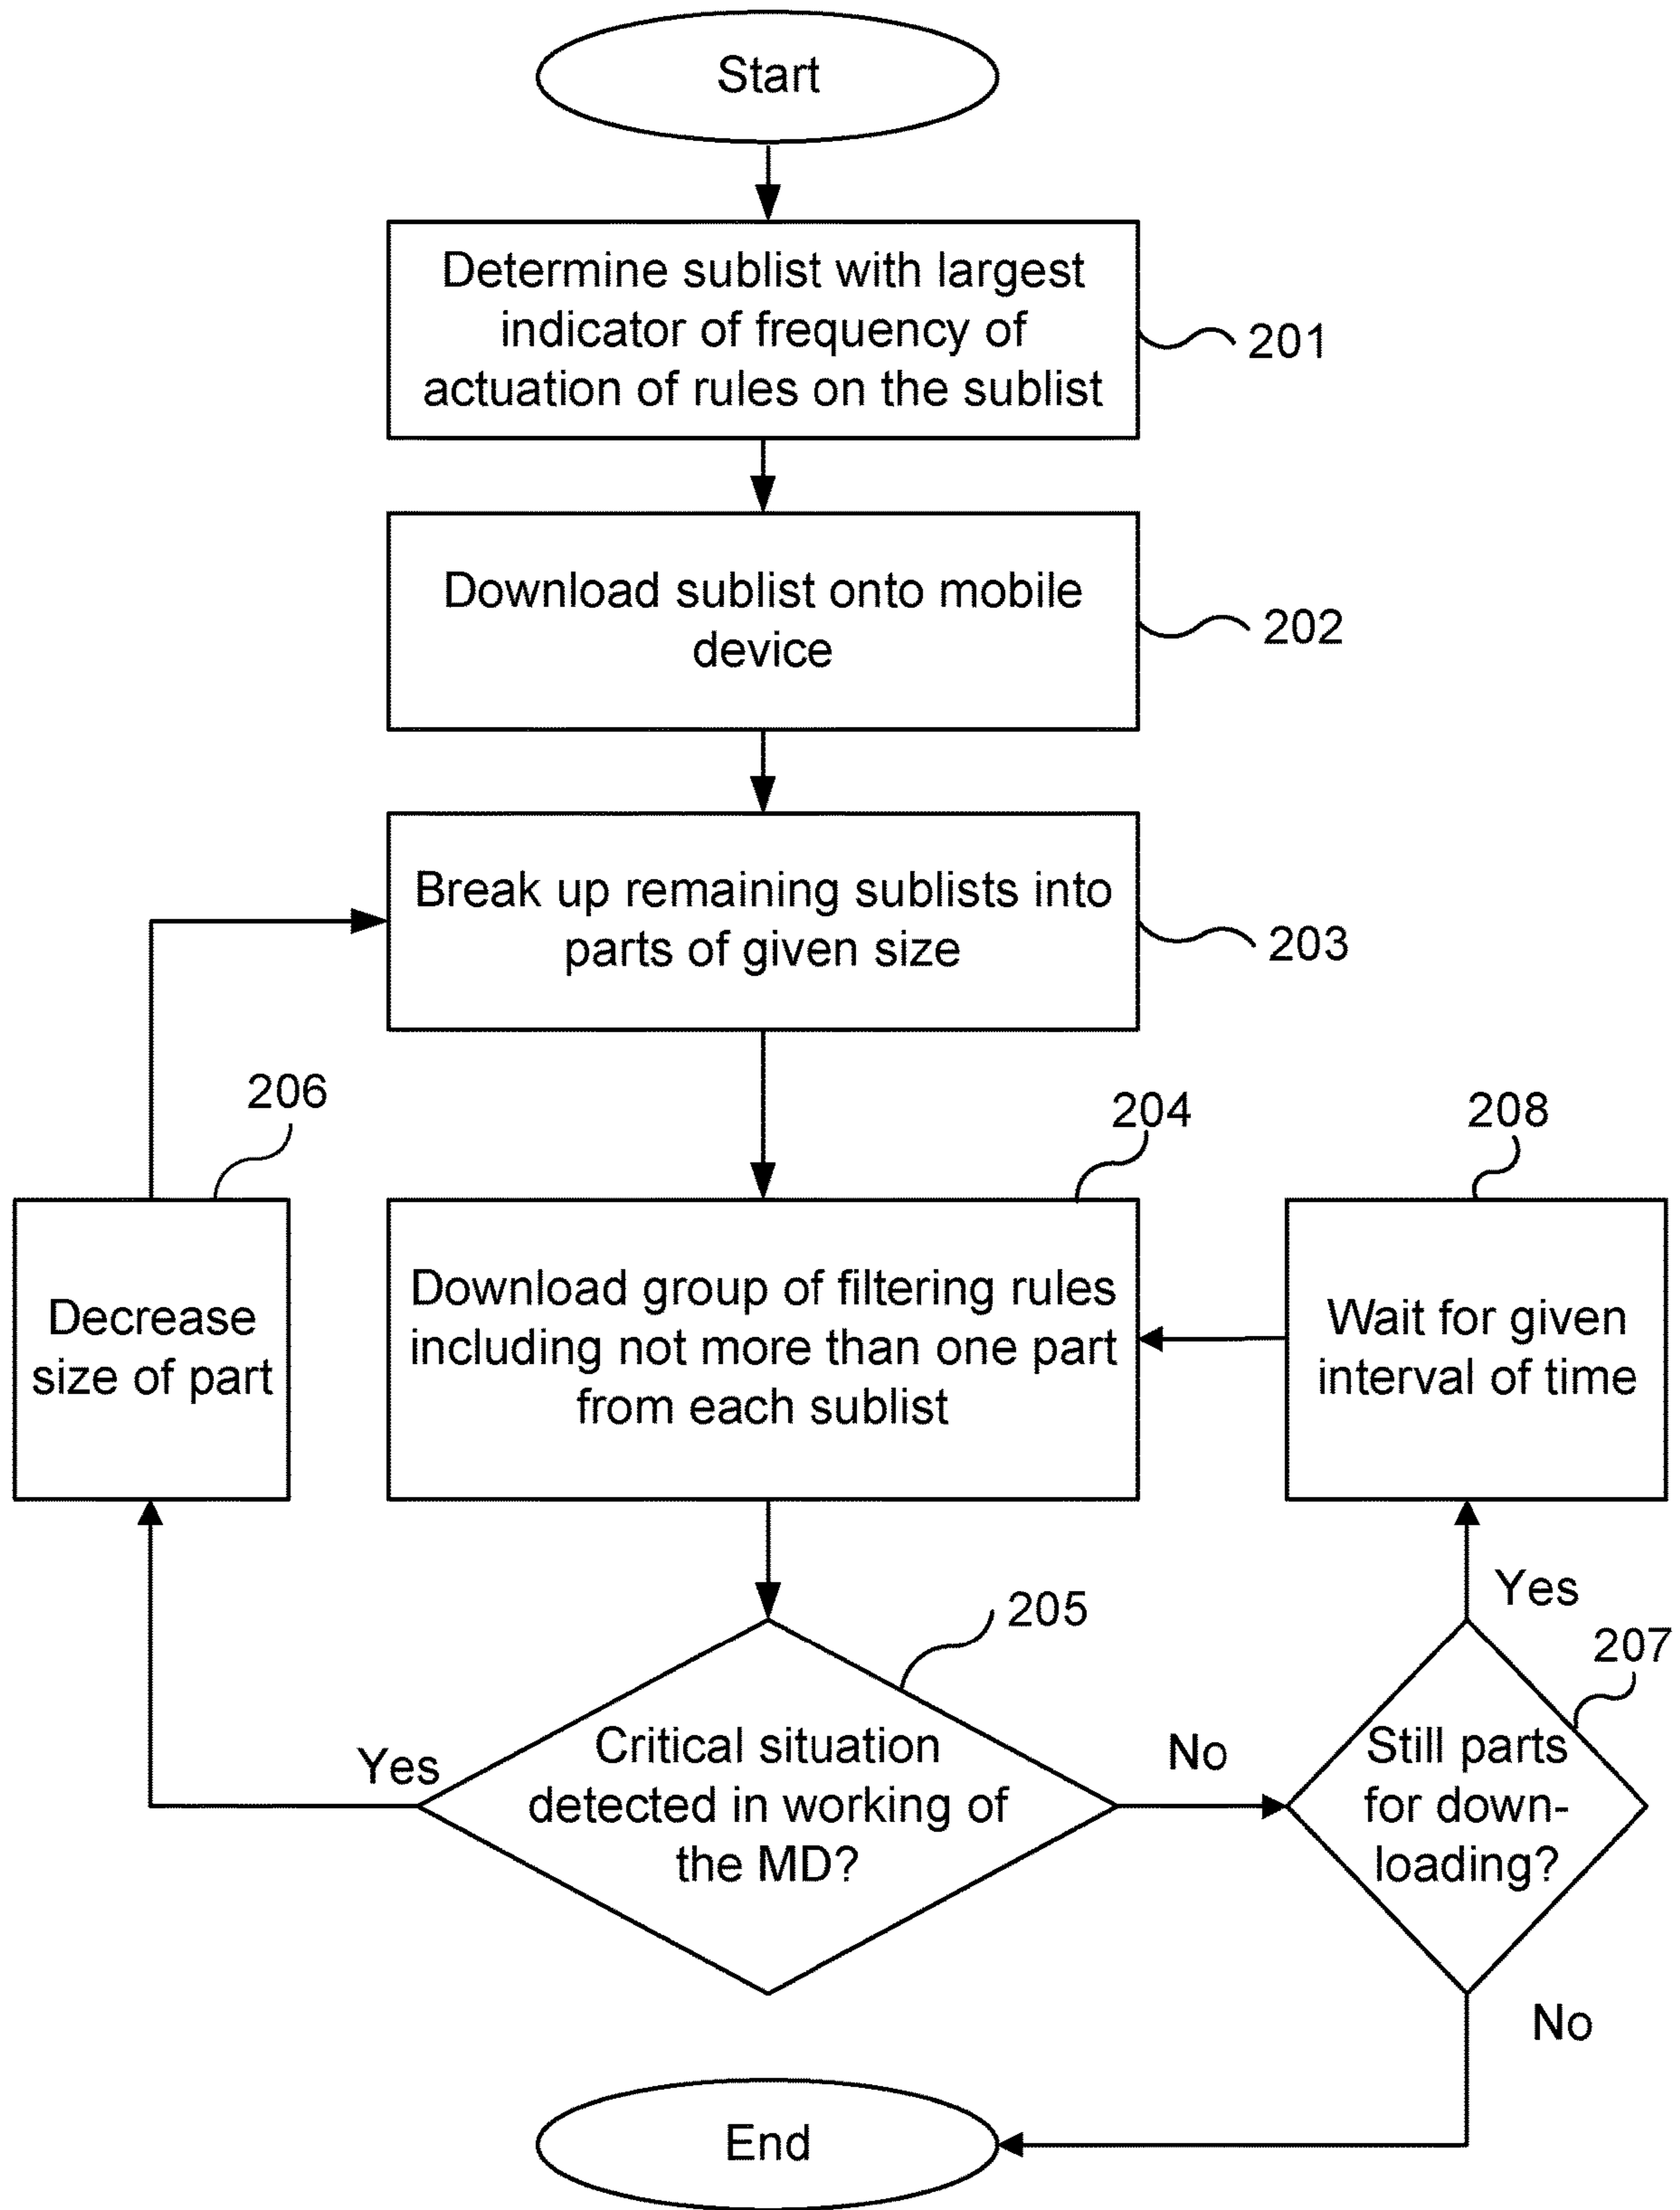 Start
Determine sublist with largest
indicator of frequency of
actuation of rules on the sublist
201
Download sublist onto mobile
device
202
Break up remaining sublists into
parts of given size
203
206
204
208
Decrease
size of part
Download group of filtering rules
including not more than one part
from each sublist
Wait for given
interval of time
Yes
205
207
Yes
Critical situation
detected in working of
the MD?
No
Still parts
for down-
loading?
No
End